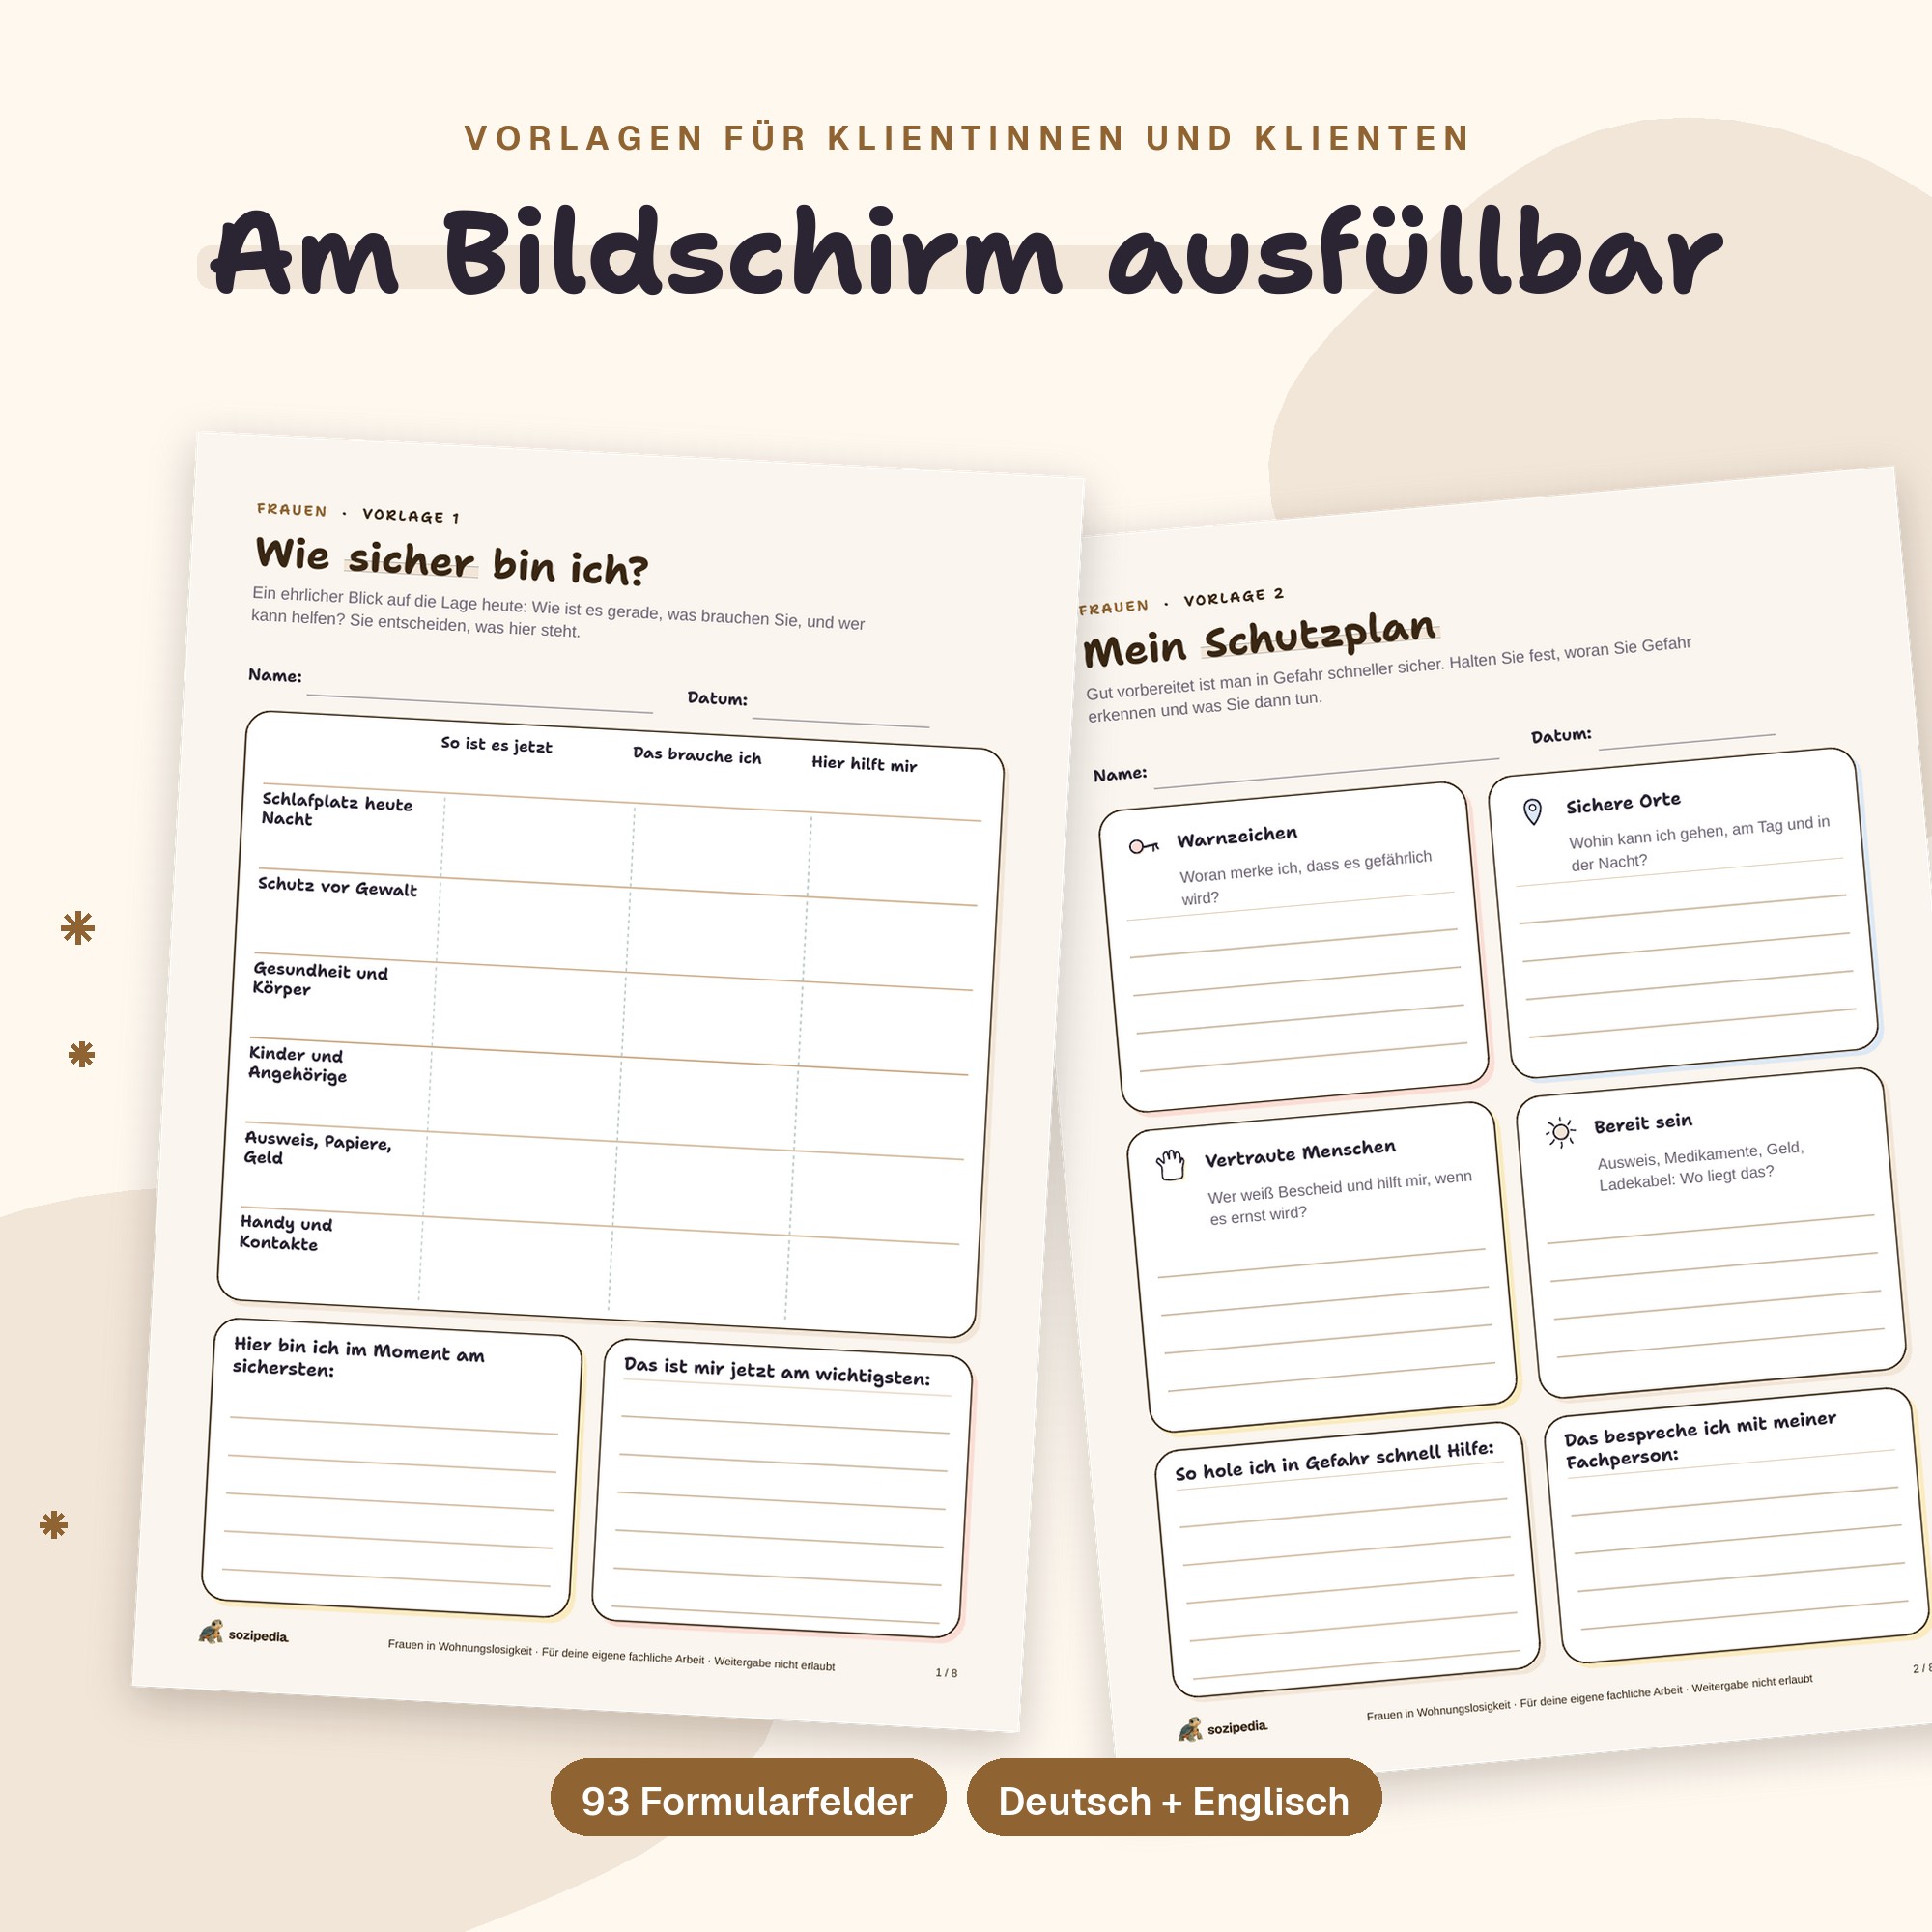 VORLAGEN FÜR KLIENTINNEN UND KLIENTEN
Am Bildschirm ausfüllbar
FRAUEN · VORLAGE 1
Wie sicher bin ich?
Ein ehrlicher Blick auf die Lage heute: Wie ist es gerade, was brauchen Sie, und wer
kann helfen? Sie entscheiden, was hier steht.
Name:
Datum:
So ist es jetzt
Das brauche ich
Hier hilft mir
Schlafplatz heute
Nacht
Schutz vor Gewalt
Gesundheit und
Körper
Kinder und
Angehörige
Ausweis, Papiere,
Geld
Handy und
Kontakte
Hier bin ich im Moment am
sichersten:
Das ist mir jetzt am wichtigsten:
sozipedia.
Frauen in Wohnungslosigkeit · Für deine eigene fachliche Arbeit · Weitergabe nicht erlaubt
1 / 8
FRAUEN · VORLAGE 2
Mein Schutzplan
Gut vorbereitet ist man in Gefahr schneller sicher. Halten Sie fest, woran Sie Gefahr
erkennen und was Sie dann tun.
Name:
Datum:
Warnzeichen
Woran merke ich, dass es gefährlich
wird?
Sichere Orte
Wohin kann ich gehen, am Tag und in
der Nacht?
Vertraute Menschen
Wer weiß Bescheid und hilft mir, wenn
es ernst wird?
Bereit sein
Ausweis, Medikamente, Geld,
Ladekabel: Wo liegt das?
So hole ich in Gefahr schnell Hilfe:
Das bespreche ich mit meiner
Fachperson:
sozipedia.
Frauen in Wohnungslosigkeit · Für deine eigene fachliche Arbeit · Weitergabe nicht erlaubt
2 / 8
93 Formularfelder
Deutsch + Englisch